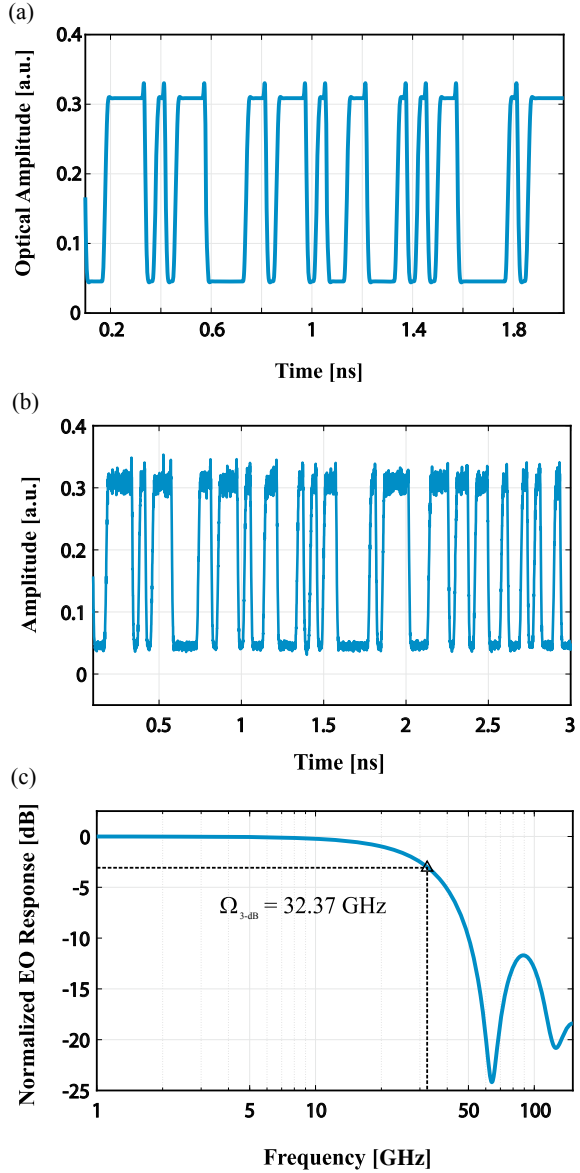 (a)
0.4
0.3
0.2
0.1
0
Optical Amplitude [a.u.]
0.2 0.6 1 1.4 1.8
Time [ns]
(b)
0.4
0.3
0.2
0.1
0
Amplitude [a.u.]
0.5 1 1.5 2 2.5 3
Time [ns]
(c)
0
-5
-10
-15
-20
-25
Normalized EO Response [dB]
Ω3-dB = 32.37 GHz
1 10 50 100
Frequency [GHz]